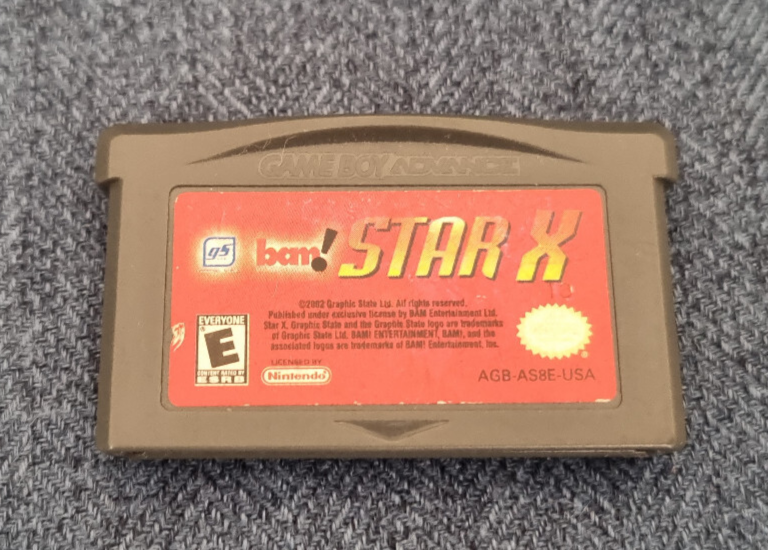 GAME BOY ADVANCE
gs
bam! STAR X
©2002 Graphic State Ltd. All rights reserved.
Published under exclusive license by BAM Entertainment Ltd.
Star X, Graphic State and the Graphic State logo are trademarks
of Graphic State Ltd. BAM! ENTERTAINMENT, BAM!, and the
associated logos are trademarks of BAM! Entertainment, Inc.
EVERYONE
E
CONTENT RATED BY
ESRB
LICENSED BY
Nintendo
AGB-AS8E-USA